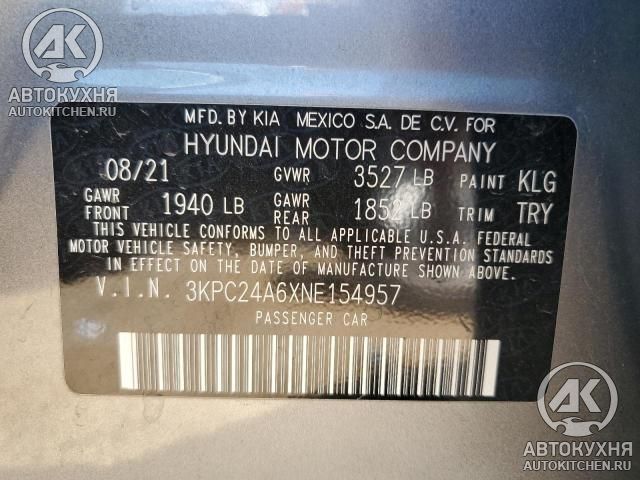 АК
АВТОКУХНЯ
AUTOKITCHEN.RU
MFD. BY KIA MEXICO S.A. DE C.V. FOR
HYUNDAI MOTOR COMPANY
08/21 GVWR 3527 LB PAINT KLG
GAWR FRONT 1940 LB GAWR REAR 1852 LB TRIM TRY
THIS VEHICLE CONFORMS TO ALL APPLICABLE U.S.A. FEDERAL
MOTOR VEHICLE SAFETY, BUMPER, AND THEFT PREVENTION STANDARDS
IN EFFECT ON THE DATE OF MANUFACTURE SHOWN ABOVE.
V.I.N. 3KPC24A6XNE154957
PASSENGER CAR
АК
АВТОКУХНЯ
AUTOKITCHEN.RU